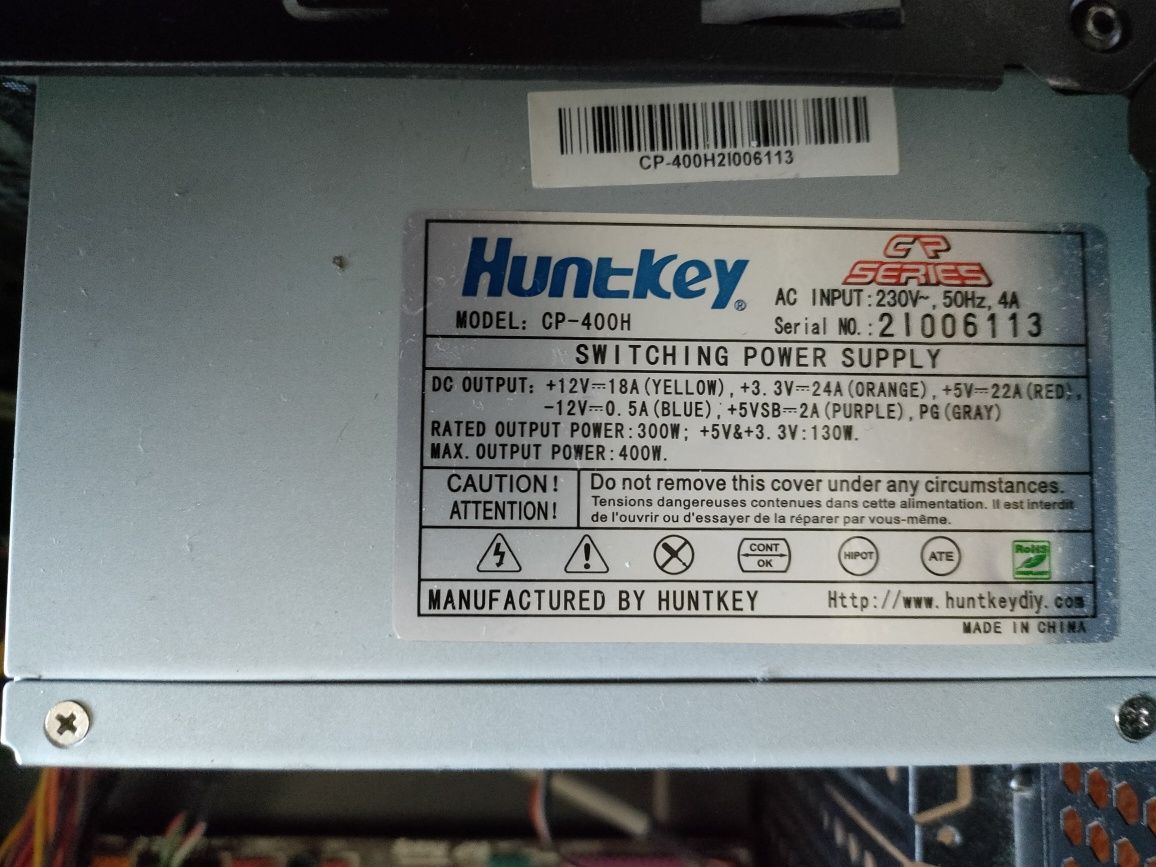 CP-400H2I006113
Huntkey®
CP SERIES
AC INPUT:230V~, 50Hz, 4A
MODEL: CP-400H
Serial NO.:2I006113
SWITCHING POWER SUPPLY
DC OUTPUT: +12V⎓18A(YELLOW), +3.3V⎓24A(ORANGE), +5V⎓22A(RED),
-12V⎓0.5A(BLUE), +5VSB⎓2A(PURPLE), PG(GRAY)
RATED OUTPUT POWER:300W; +5V&+3.3V:130W.
MAX. OUTPUT POWER:400W.
CAUTION!
ATTENTION!
Do not remove this cover under any circumstances.
Tensions dangereuses contenues dans cette alimentation. Il est interdit
de l'ouvrir ou d'essayer de la réparer par vous-même.
CONT
OK
HIPOT
ATE
RoHS
MANUFACTURED BY HUNTKEY
Http://www.huntkeydiy.com
MADE IN CHINA